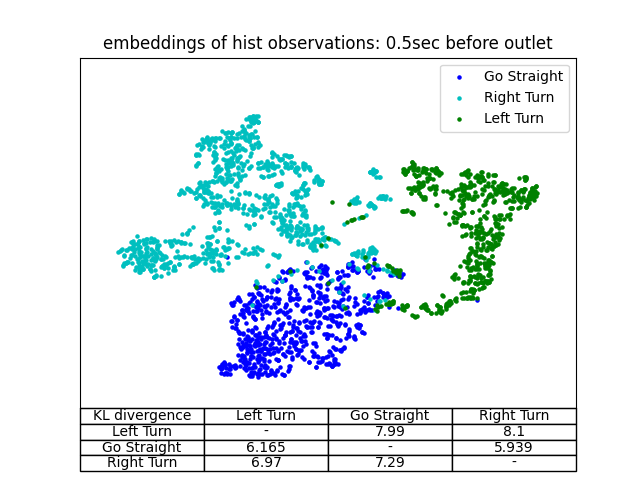 embeddings of hist observations: 0.5sec before outlet
Go Straight
Right Turn
Left Turn
KL divergence Left Turn Go Straight Right Turn
Left Turn - 7.99 8.1
Go Straight 6.165 - 5.939
Right Turn 6.97 7.29 -